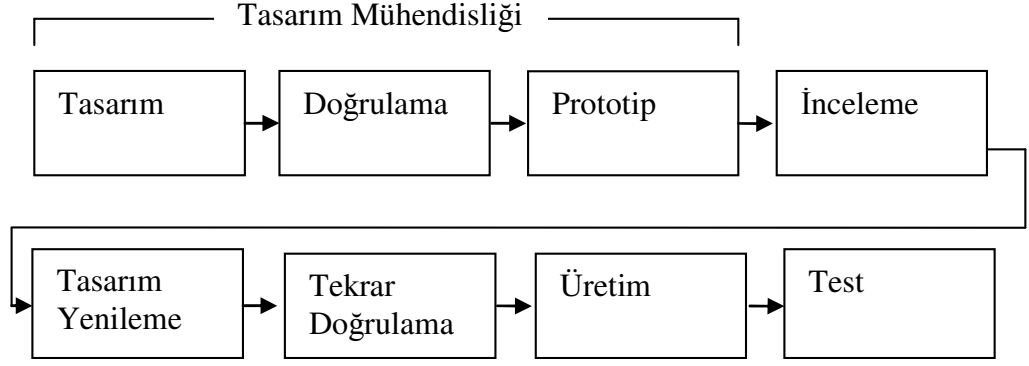 Tasarım Mühendisliği
Tasarım
Doğrulama
Prototip
İnceleme
Tasarım
Yenileme
Tekrar
Doğrulama
Üretim
Test